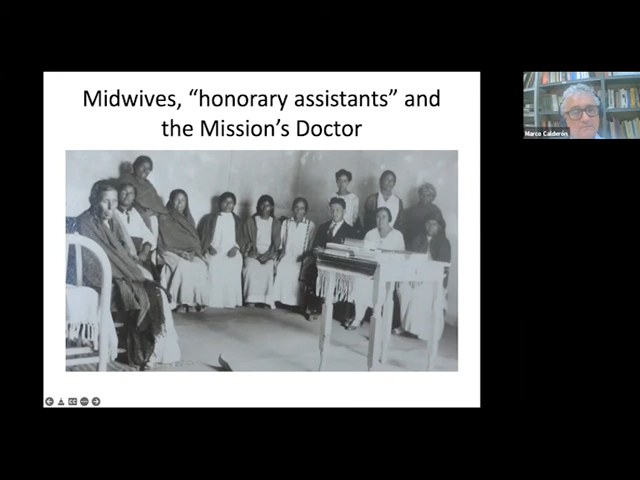 Midwives, “honorary assistants” and
the Mission’s Doctor
Marco Calderón